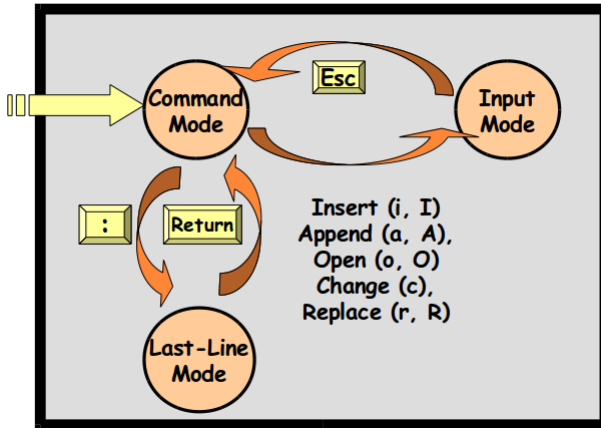 Esc
Command
Mode
Input
Mode
:
Return
Insert (i, I)
Append (a, A),
Open (o, O)
Change (c),
Replace (r, R)
Last-Line
Mode